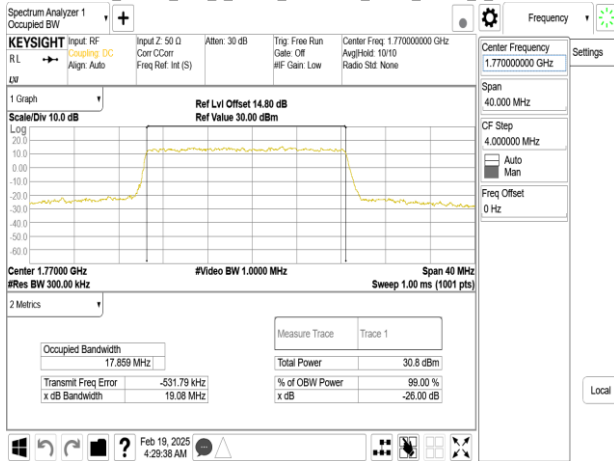 Spectrum Analyzer 1
Occupied BW
+
Frequency
KEYSIGHT
RL
LXI
Input: RF
Coupling: DC
Align: Auto
Input Z: 50 Ω
Corr CCorr
Freq Ref: Int (S)
Atten: 30 dB
Trig: Free Run
Gate: Off
#IF Gain: Low
Center Freq: 1.770000000 GHz
Avg|Hold: 10/10
Radio Std: None
Center Frequency
1.770000000 GHz
Settings
Span
40.000 MHz
CF Step
4.000000 MHz
Auto
Man
Freq Offset
0 Hz
Local
1 Graph
Scale/Div 10.0 dB
Ref Lvl Offset 14.80 dB
Ref Value 30.00 dBm
Log
20.0
10.0
0.00
-10.0
-20.0
-30.0
-40.0
-50.0
-60.0
Center 1.77000 GHz
#Video BW 1.0000 MHz
Span 40 MHz
#Res BW 300.00 kHz
Sweep 1.00 ms (1001 pts)
2 Metrics
Measure Trace
Trace 1
Occupied Bandwidth
17.859 MHz
Total Power
30.8 dBm
Transmit Freq Error
-531.79 kHz
% of OBW Power
99.00 %
x dB Bandwidth
19.08 MHz
x dB
-26.00 dB
?
Feb 19, 2025
4:29:38 AM